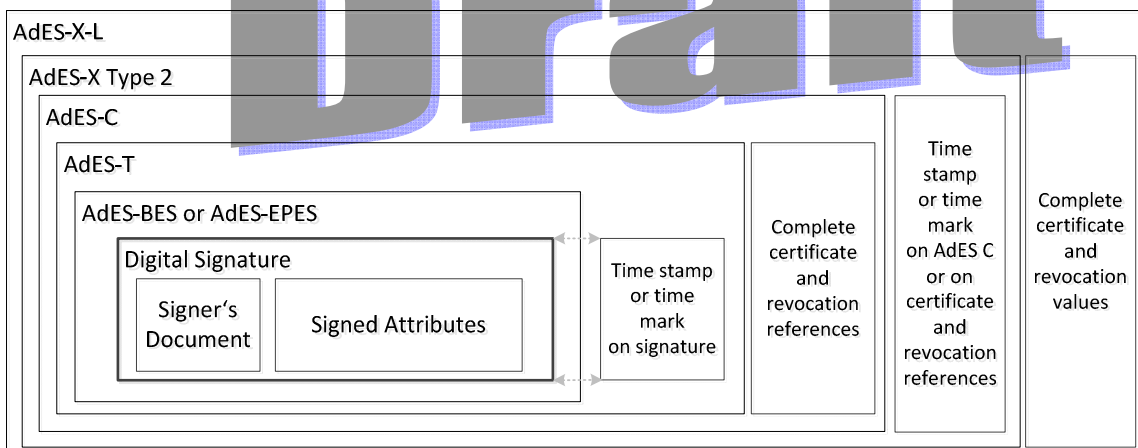 Draft
AdES-X-L
AdES-X Type 2
AdES-C
AdES-T
AdES-BES or AdES-EPES
Digital Signature
Signer‘s
Document
Signed Attributes
Time stamp
or time
mark
on signature
Complete
certificate
and
revocation
references
Time
stamp
or time
mark
on AdES C
or on
certificate
and
revocation
references
Complete
certificate
and
revocation
values